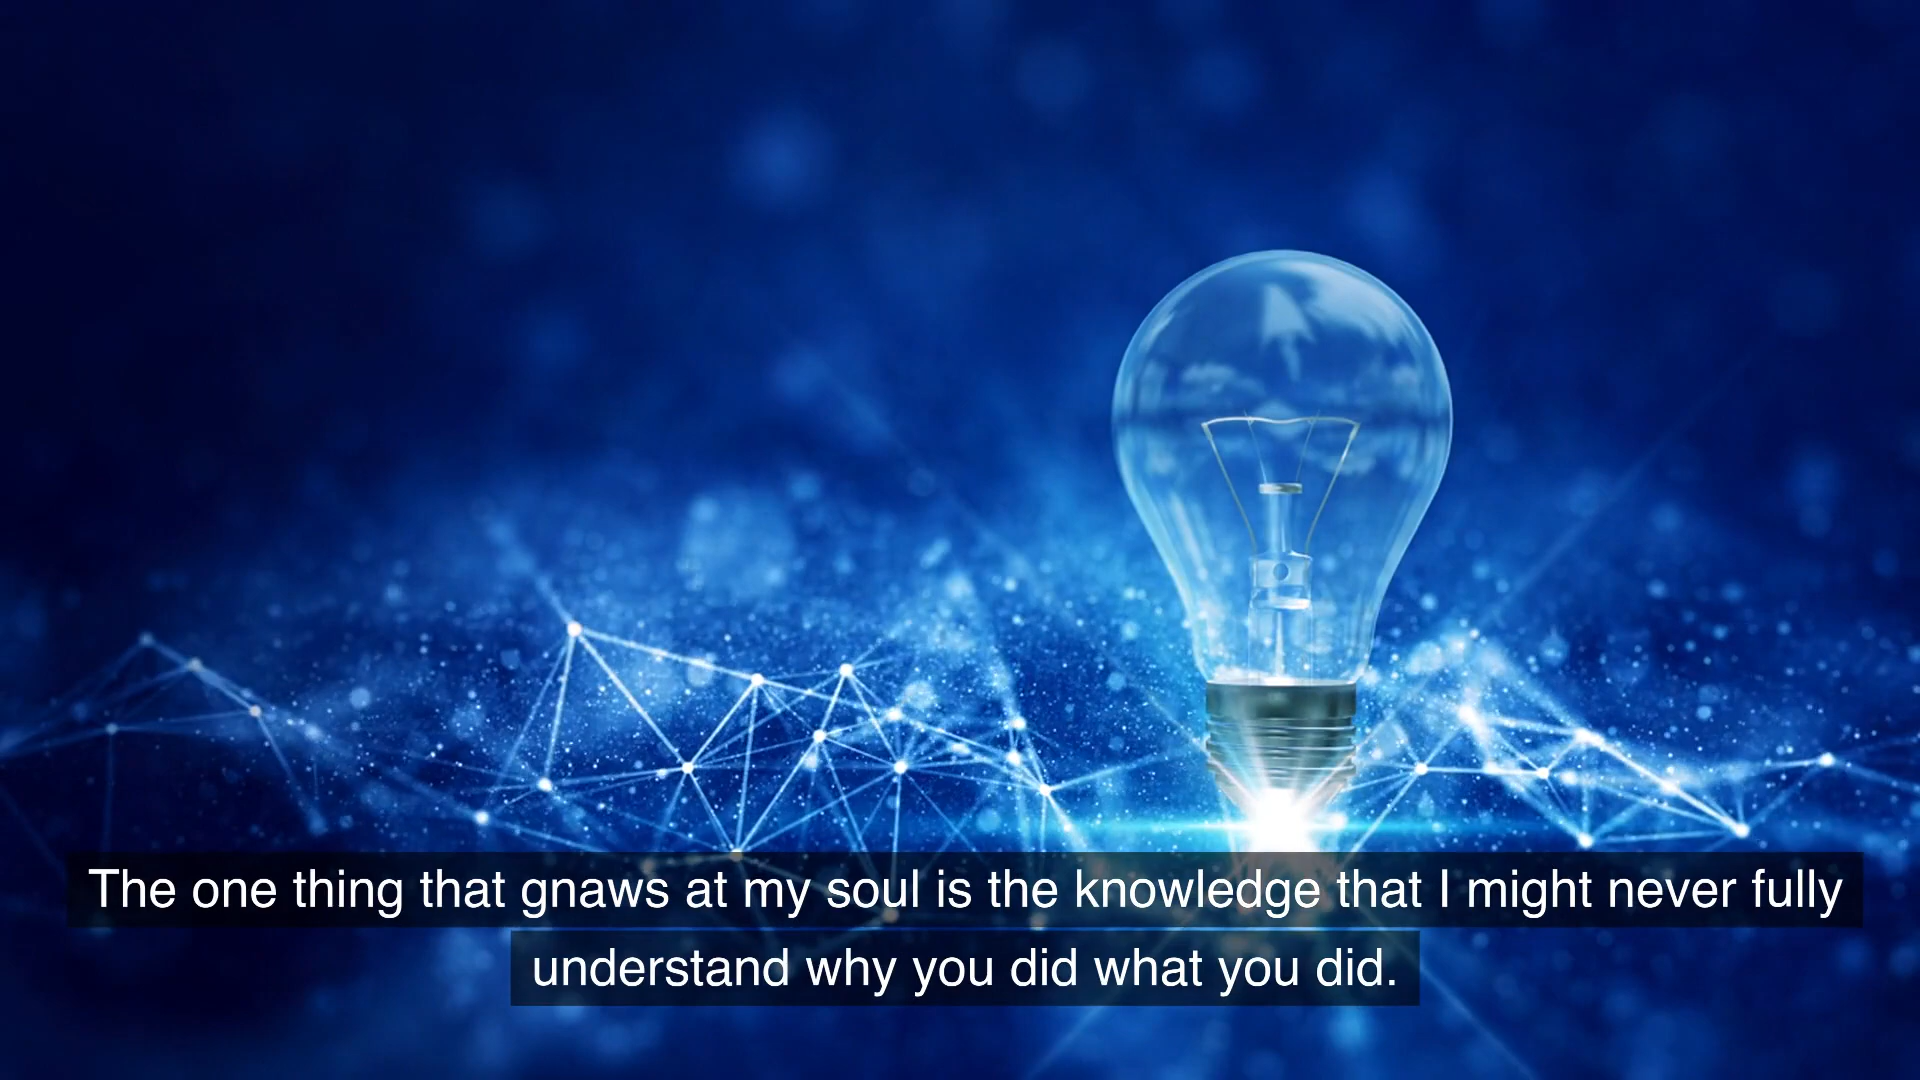 The one thing that gnaws at my soul is the knowledge that I might never fully
understand why you did what you did.